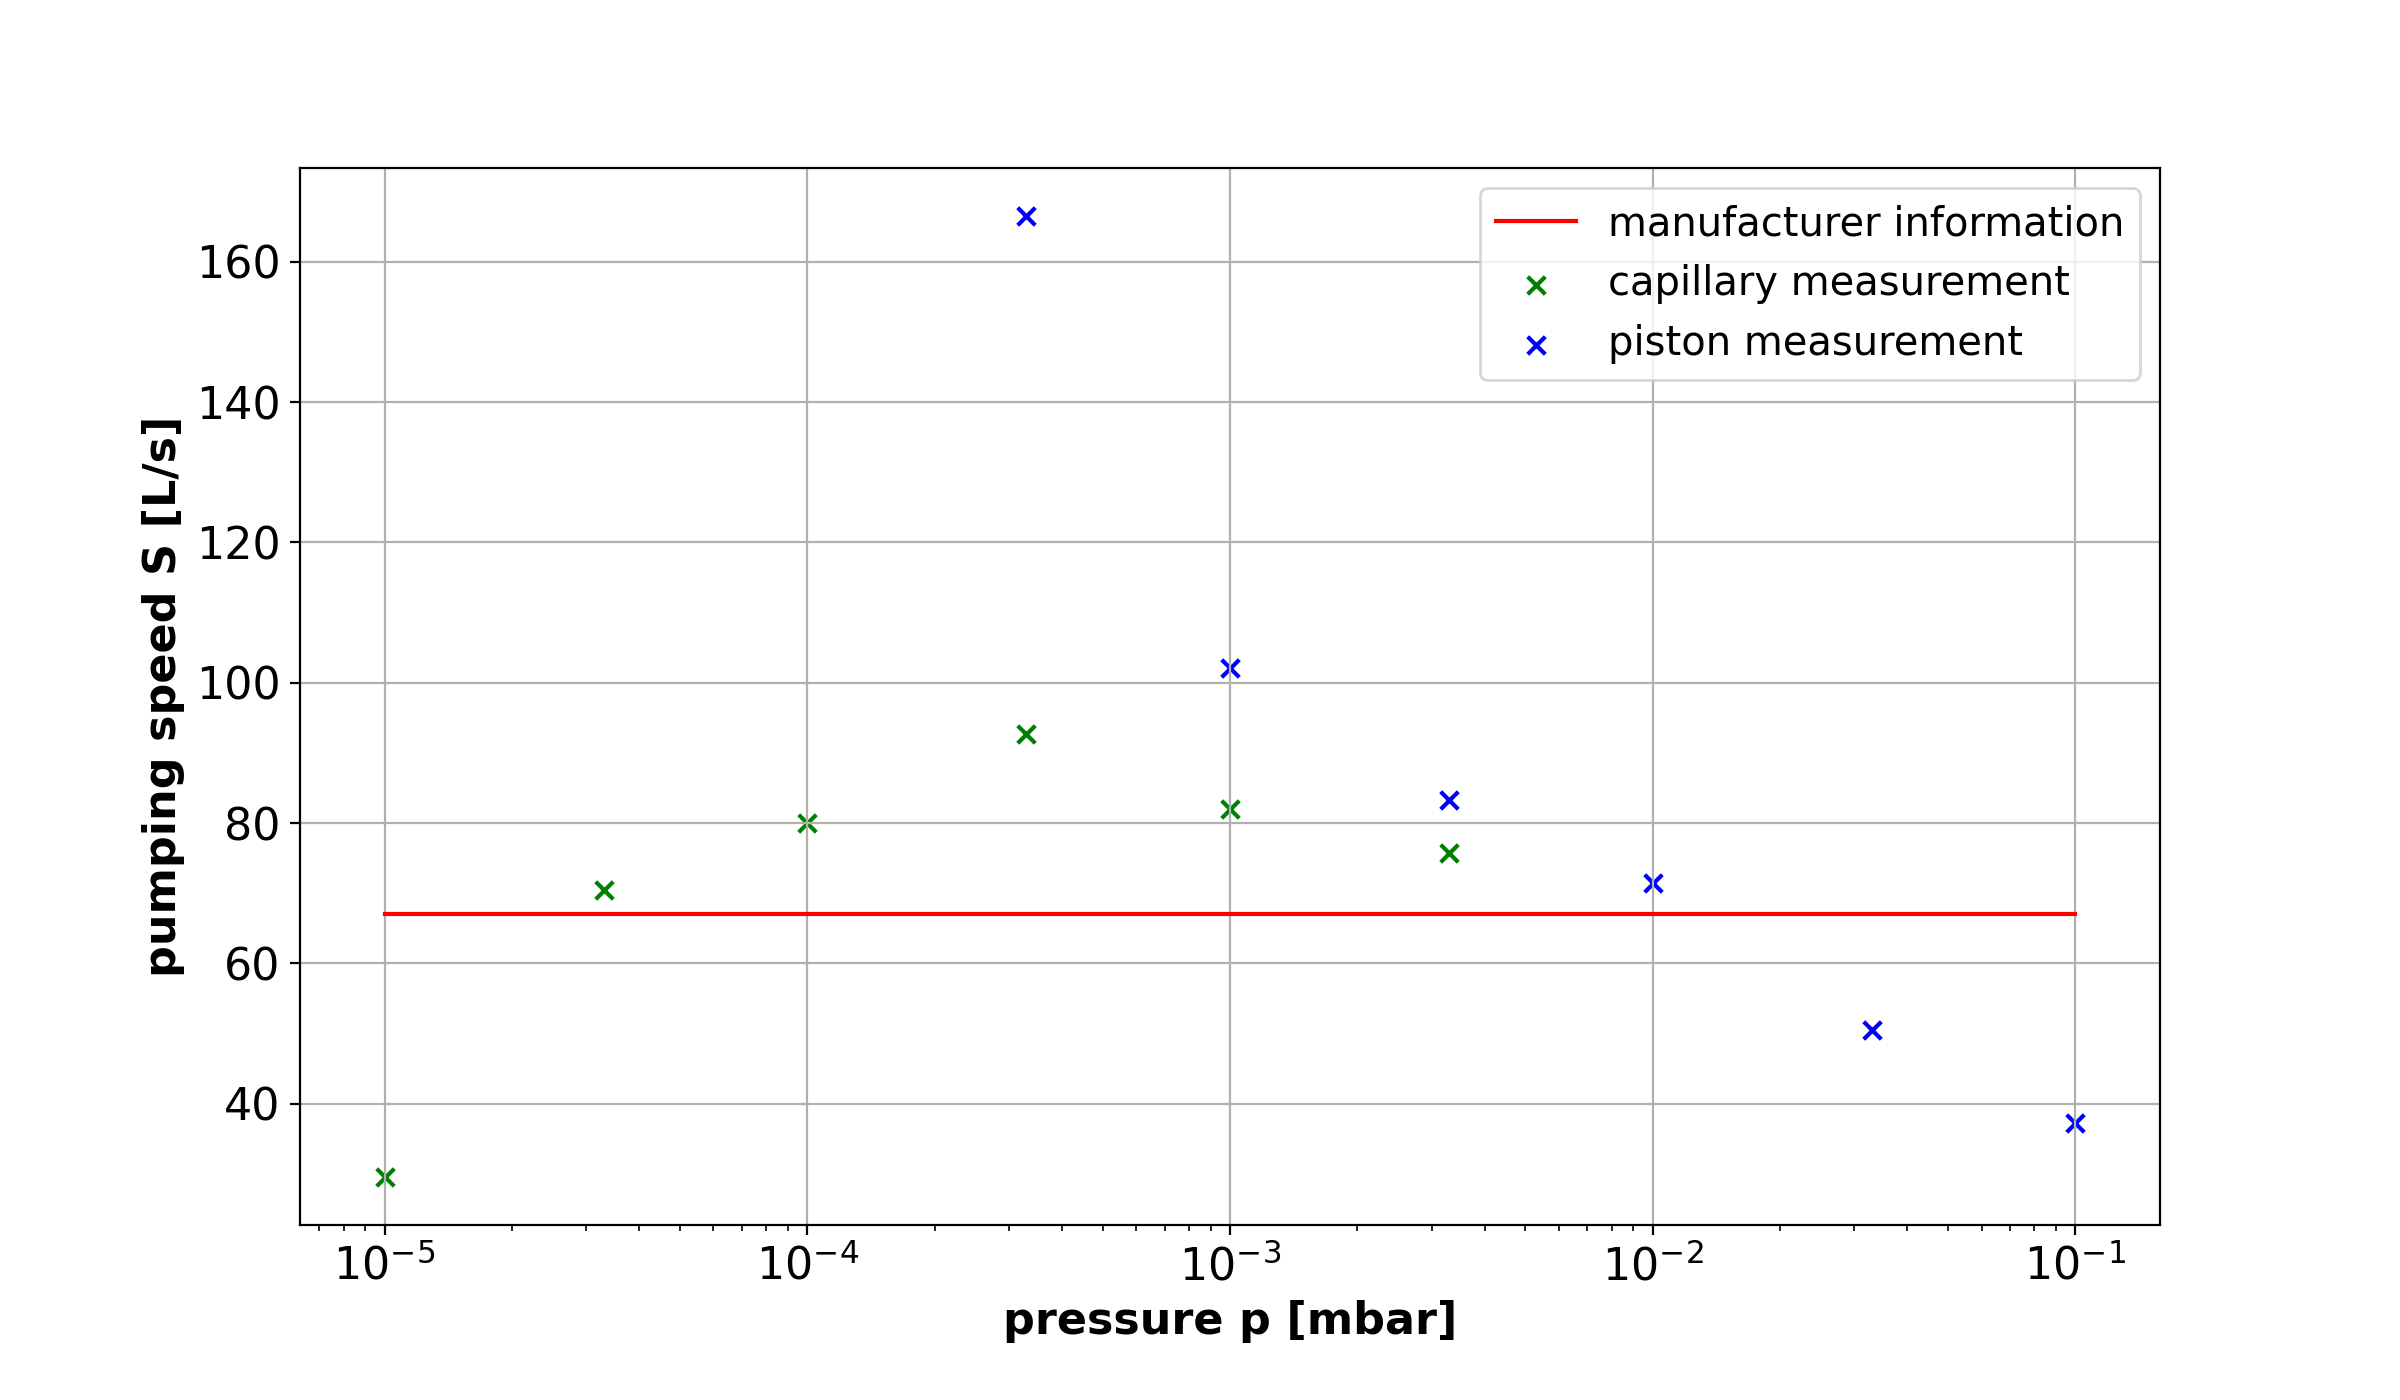 manufacturer information
capillary measurement
piston measurement
160
140
120
100
80
60
40
pumping speed S [L/s]
10⁻⁵ 10⁻⁴ 10⁻³ 10⁻² 10⁻¹
pressure p [mbar]